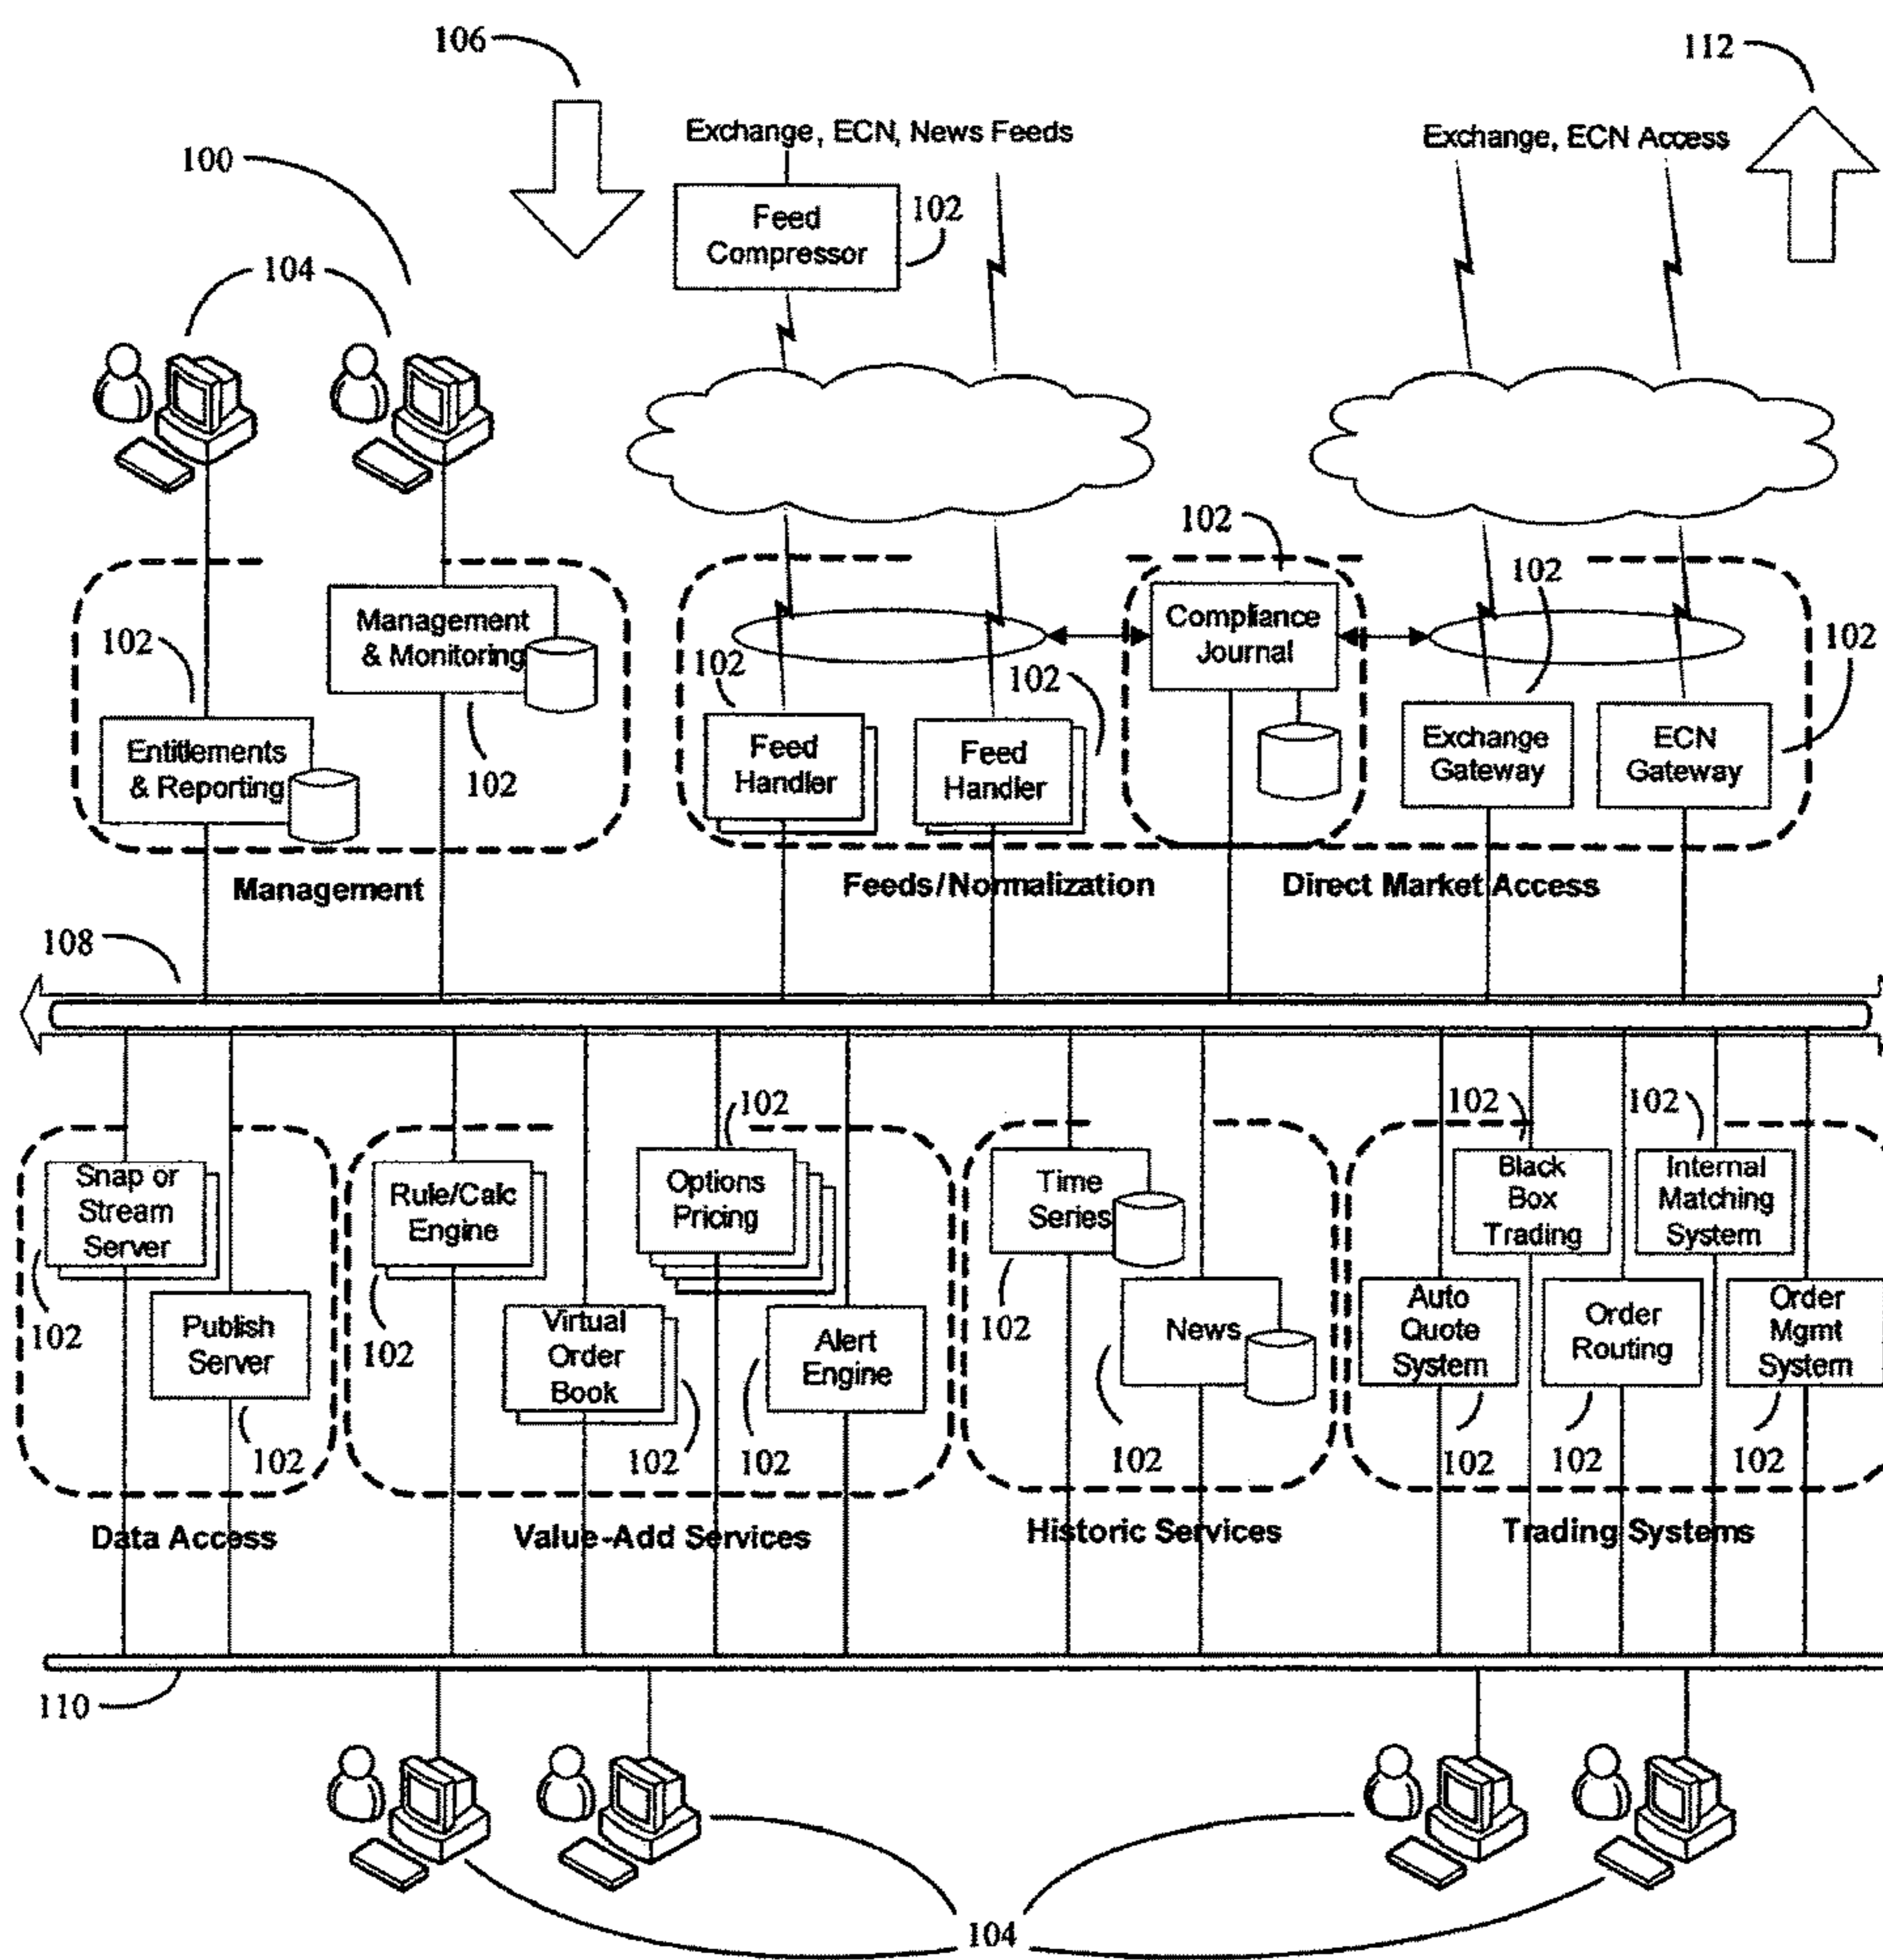 106
112
Exchange, ECN, News Feeds
Exchange, ECN Access
100
Feed
Compressor
102
104
102
Management
& Monitoring
102
Compliance
Journal
102
102
102
102
102
Entitlements
& Reporting
102
Feed
Handler
Feed
Handler
Exchange
Gateway
ECN
Gateway
Management
Feeds/Normalization
Direct Market Access
108
102
102
102
Snap or
Stream
Server
Rule/Calc
Engine
Options
Pricing
Time
Series
Black
Box
Trading
Internal
Matching
System
102
102
102
Publish
Server
Virtual
Order
Book
Alert
Engine
News
Auto
Quote
System
Order
Routing
Order
Mgmt
System
102
102
102
102
102
102
102
Data Access
Value-Add Services
Historic Services
Trading Systems
110
104